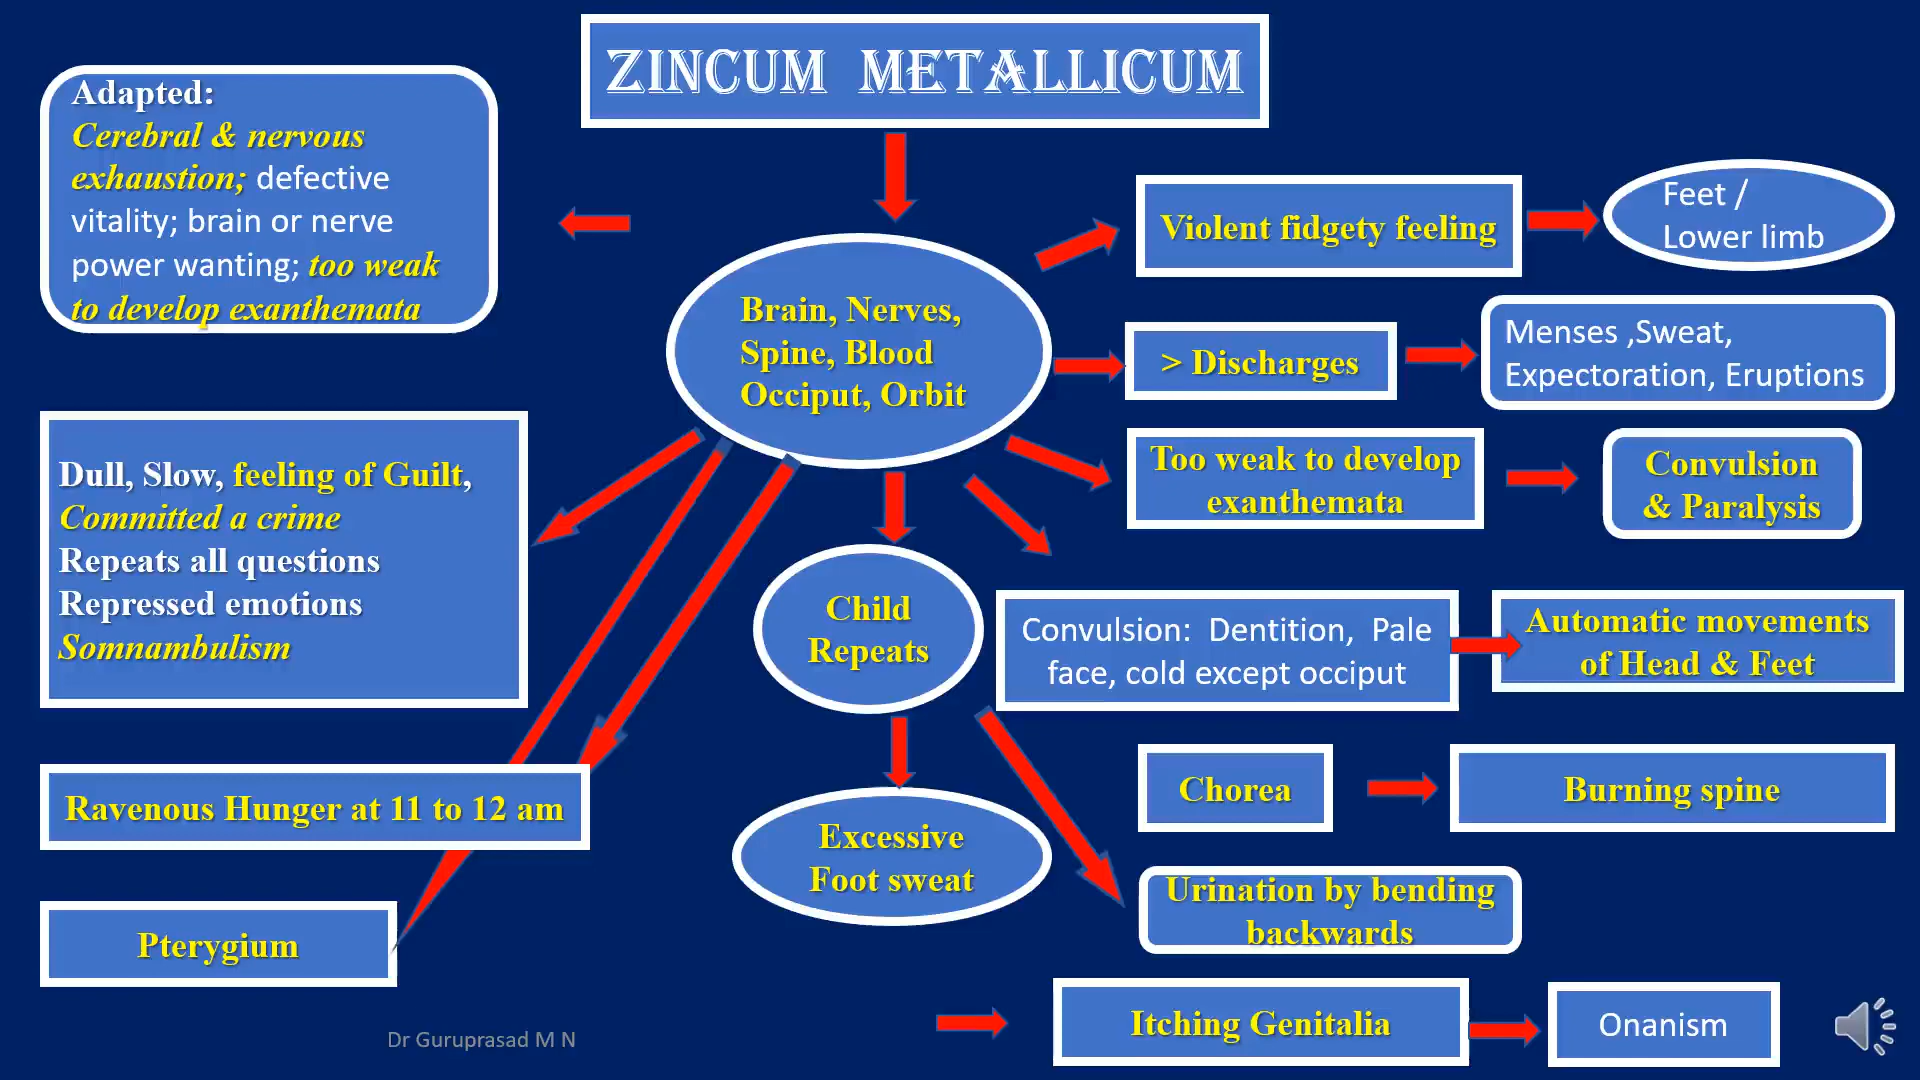 ZINCUM METALLICUM
Adapted:
Cerebral & nervous
exhaustion; defective
vitality; brain or nerve
power wanting; too weak
to develop exanthemata
Brain, Nerves,
Spine, Blood
Occiput, Orbit
Violent fidgety feeling
Feet /
Lower limb
> Discharges
Menses ,Sweat,
Expectoration, Eruptions
Too weak to develop
exanthemata
Convulsion
& Paralysis
Dull, Slow, feeling of Guilt,
Committed a crime
Repeats all questions
Repressed emotions
Somnambulism
Child
Repeats
Convulsion: Dentition, Pale
face, cold except occiput
Automatic movements
of Head & Feet
Ravenous Hunger at 11 to 12 am
Excessive
Foot sweat
Chorea
Burning spine
Urination by bending
backwards
Pterygium
Itching Genitalia
Onanism
Dr Guruprasad M N